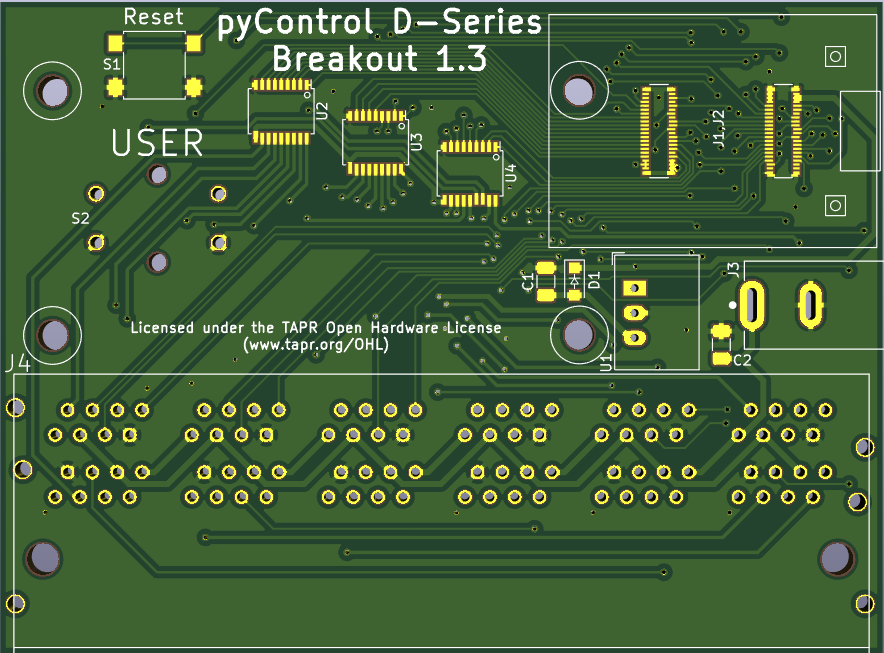 Reset
pyControl D-Series
Breakout 1.3
S1
U2
U3
U4
J1,J2
USER
S2
C1
D1
J3
U1
C2
Licensed under the TAPR Open Hardware License
(www.tapr.org/OHL)
J4